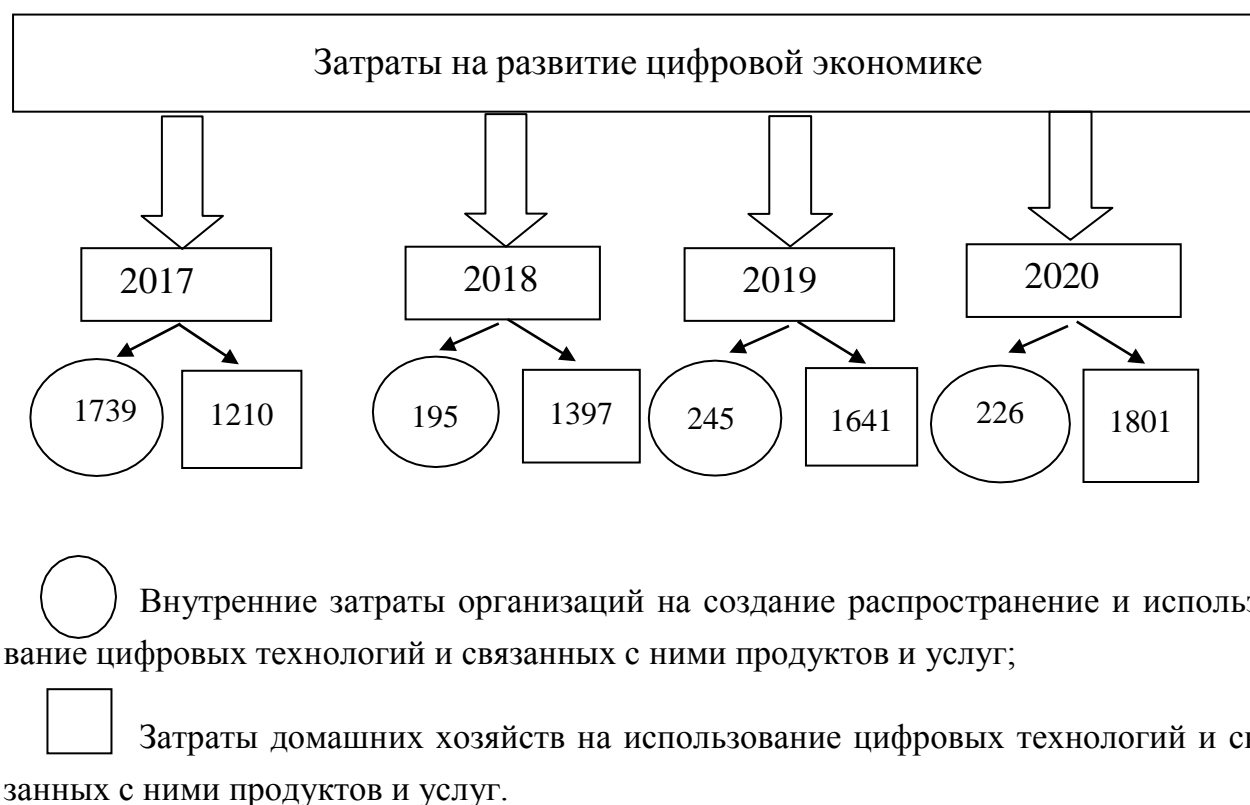 Затраты на развитие цифровой экономике
2017 2018 2019 2020
1739 1210 195 1397 245 1641 226 1801
Внутренние затраты организаций на создание распространение и использ
вание цифровых технологий и связанных с ними продуктов и услуг;
Затраты домашних хозяйств на использование цифровых технологий и с
занных с ними продуктов и услуг.